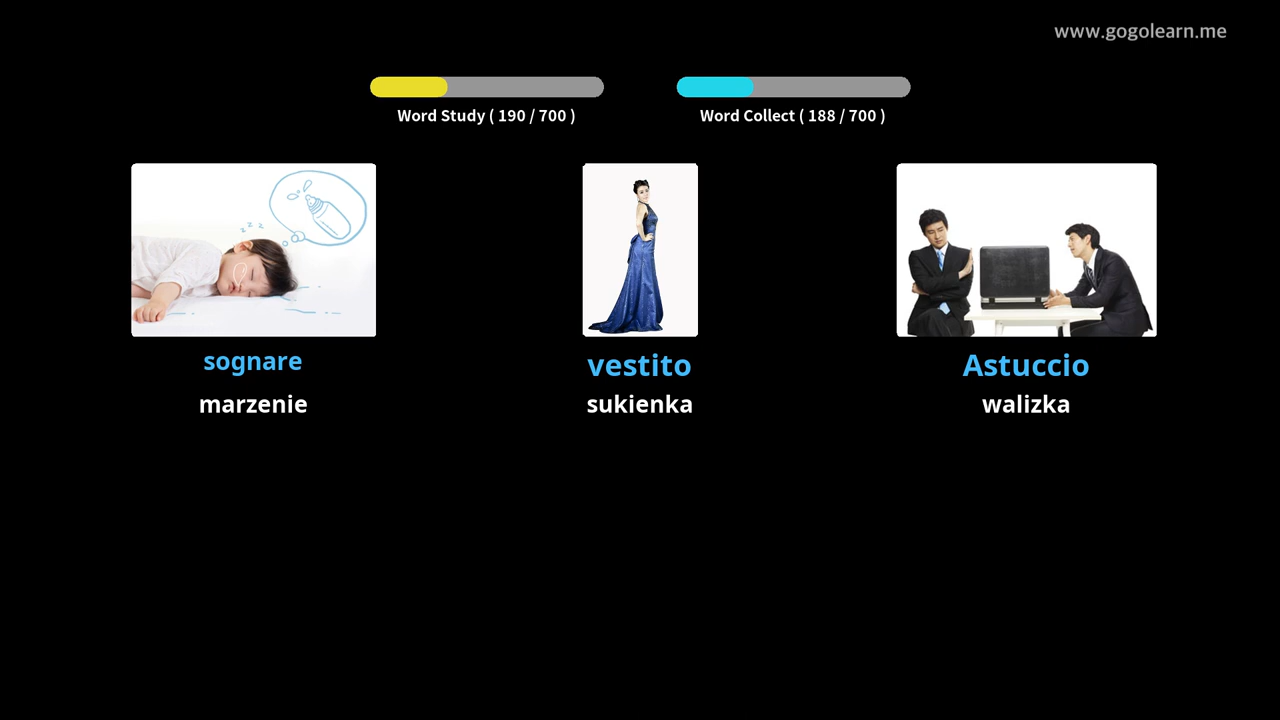 www.gogolearn.me
Word Study ( 190 / 700 )
Word Collect ( 188 / 700 )
z z z
sognare
vestito
Astuccio
marzenie
sukienka
walizka